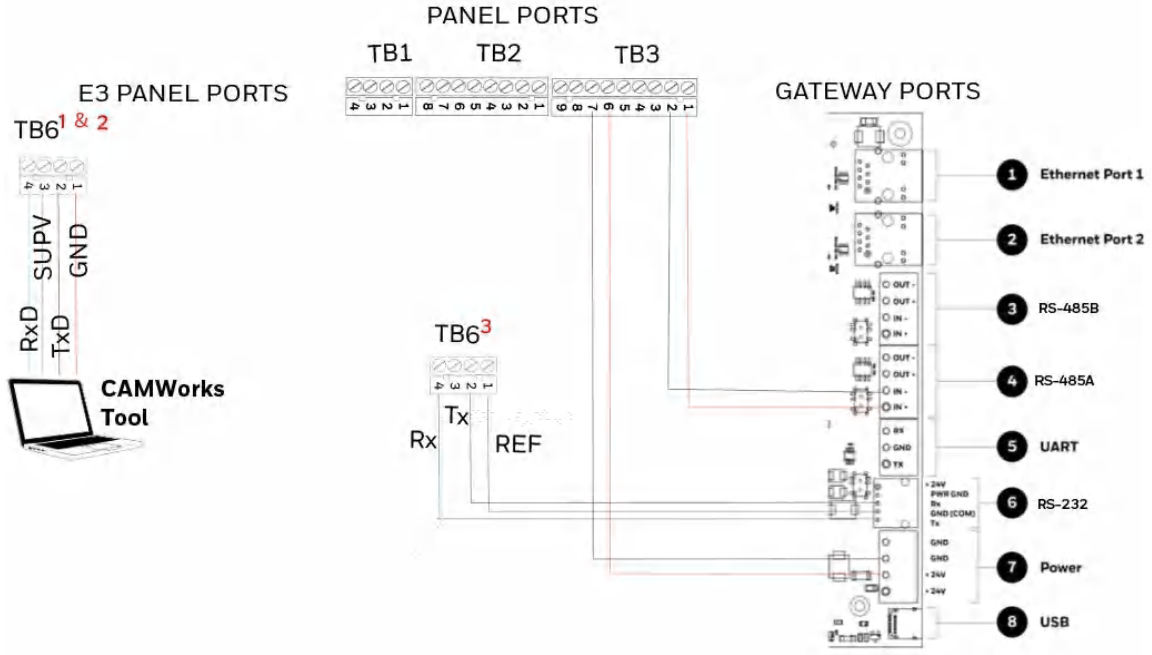 PANEL PORTS
TB1 TB2 TB3
4 3 2 1 8 7 6 5 4 3 2 1 9 8 7 6 5 4 3 2 1
E3 PANEL PORTS
TB6 1 & 2
4 3 2 1
RxD
SUPV
TxD
GND
CAMWorks
Tool
TB6 3
4 3 2 1
Rx
Tx
REF
GATEWAY PORTS
1 Ethernet Port 1
2 Ethernet Port 2
OUT -
OUT +
IN -
IN +
3 RS-485B
OUT -
OUT +
IN -
IN +
4 RS-485A
RX
GND
TX
5 UART
+24V
PWR GND
Rx
GND (COM)
Tx
6 RS-232
GND
GND
+24V
+24V
7 Power
8 USB